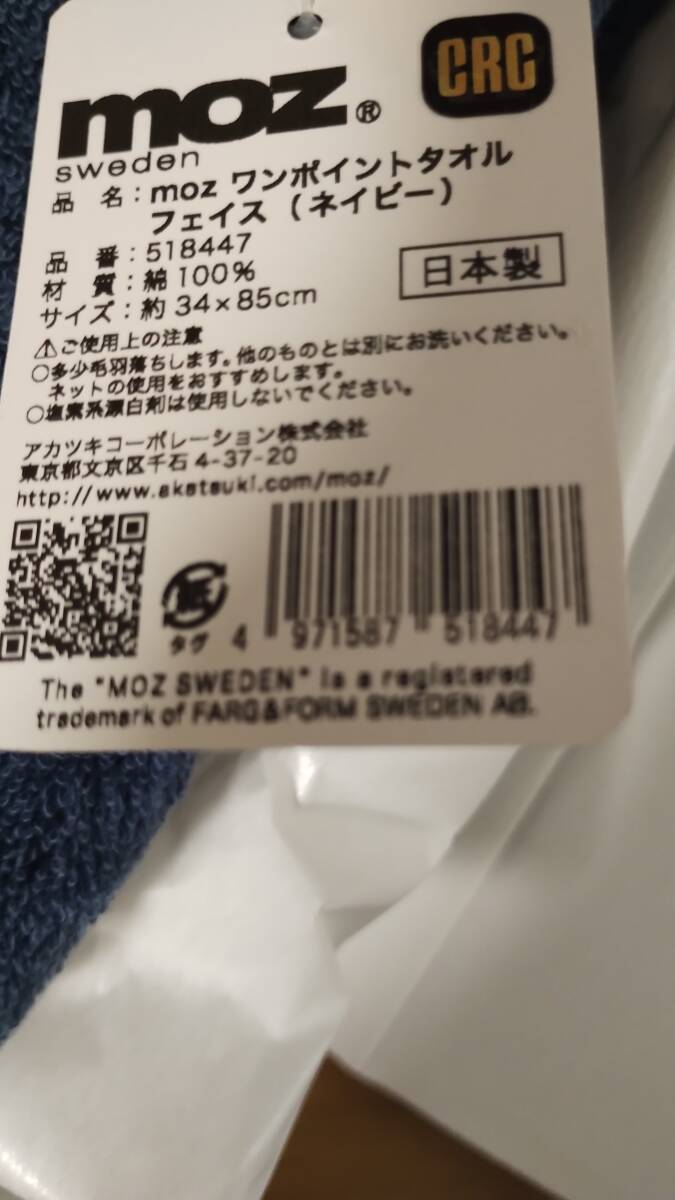 moz®
CRC
sweden
品 名：moz ワンポイントタオル
フェイス（ネイビー）
品 番：518447
材 質：綿 100%
サイズ：約 34×85cm
日本製
⚠ご使用上の注意
○多少毛羽落ちします。他のものとは別にお洗いください。
ネットの使用をおすすめします。
○塩素系漂白剤は使用しないでください。
アカツキコーポレーション株式会社
東京都文京区千石 4-37-20
http://www.akatsuki.com/moz/
紙
タグ
4 971587 518447
The "MOZ SWEDEN" is a registered
trademark of FARG&FORM SWEDEN AB.